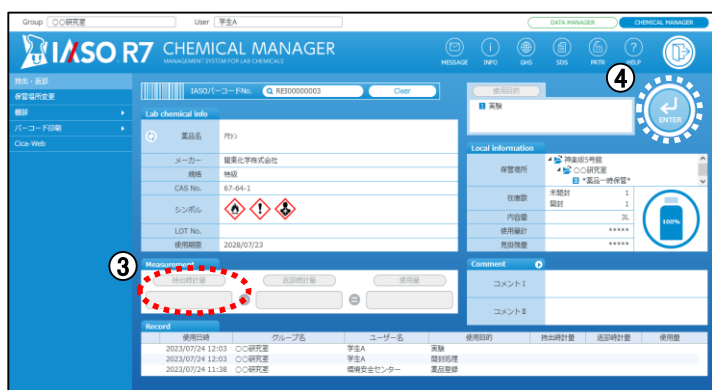 Group ○○研究室 User 学生A DATA MANAGER CHEMICAL MANAGER
IASO R7 CHEMICAL MANAGER
MANAGEMENT SYSTEM FOR LAB CHEMICALS
MESSAGE INFO GHS SDS PRTR HELP
持出・返却
保管場所変更
棚卸
バーコード印刷
Cica-Web
IASOバーコードNo. REI00000003 Clear
使用目的
1 実験
④
ENTER
Lab chemical info
薬品名 アセトン
メーカー 関東化学株式会社
規格 特級
CAS No. 67-64-1
シンボル
LOT No.
使用期限 2028/07/23
Local information
保管場所 神楽坂5号館
○○研究室
*薬品一時保管*
在庫数 未開封 1
開封 1
内容量 3L
使用量計 *****
見掛残量 *****
100%
③
Measurement
持出時計量 返却時計量 使用量
Comment
コメントⅠ
コメントⅡ
Record
使用日時 グループ名 ユーザー名 使用目的 持出時計量 返却時計量 使用量
2023/07/24 12:03 ○○研究室 学生A 実験
2023/07/24 12:03 ○○研究室 学生A 開封処理
2023/07/24 11:38 ○○研究室 環境安全センター 薬品登録